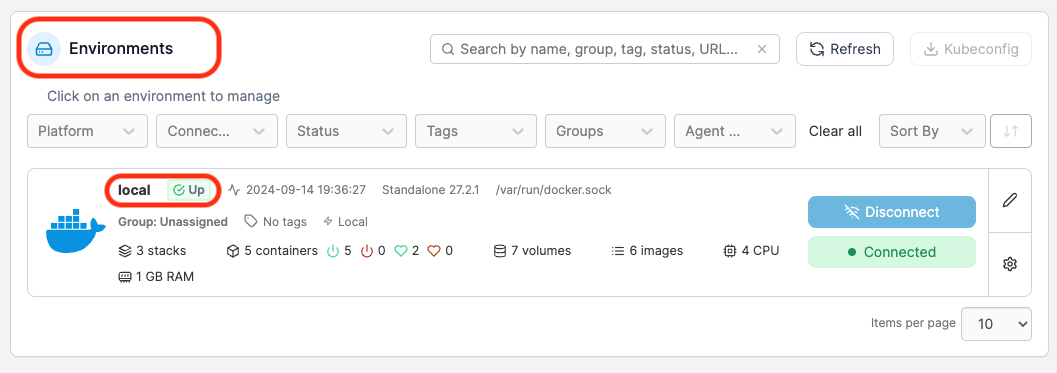 Environments
Search by name, group, tag, status, URL...
Refresh
Kubeconfig
Click on an environment to manage
Platform
Connec...
Status
Tags
Groups
Agent ...
Clear all
Sort By
local Up 2024-09-14 19:36:27 Standalone 27.2.1 /var/run/docker.sock
Group: Unassigned No tags Local
3 stacks 5 containers 5 0 2 0 7 volumes 6 images 4 CPU
1 GB RAM
Disconnect
Connected
Items per page 10